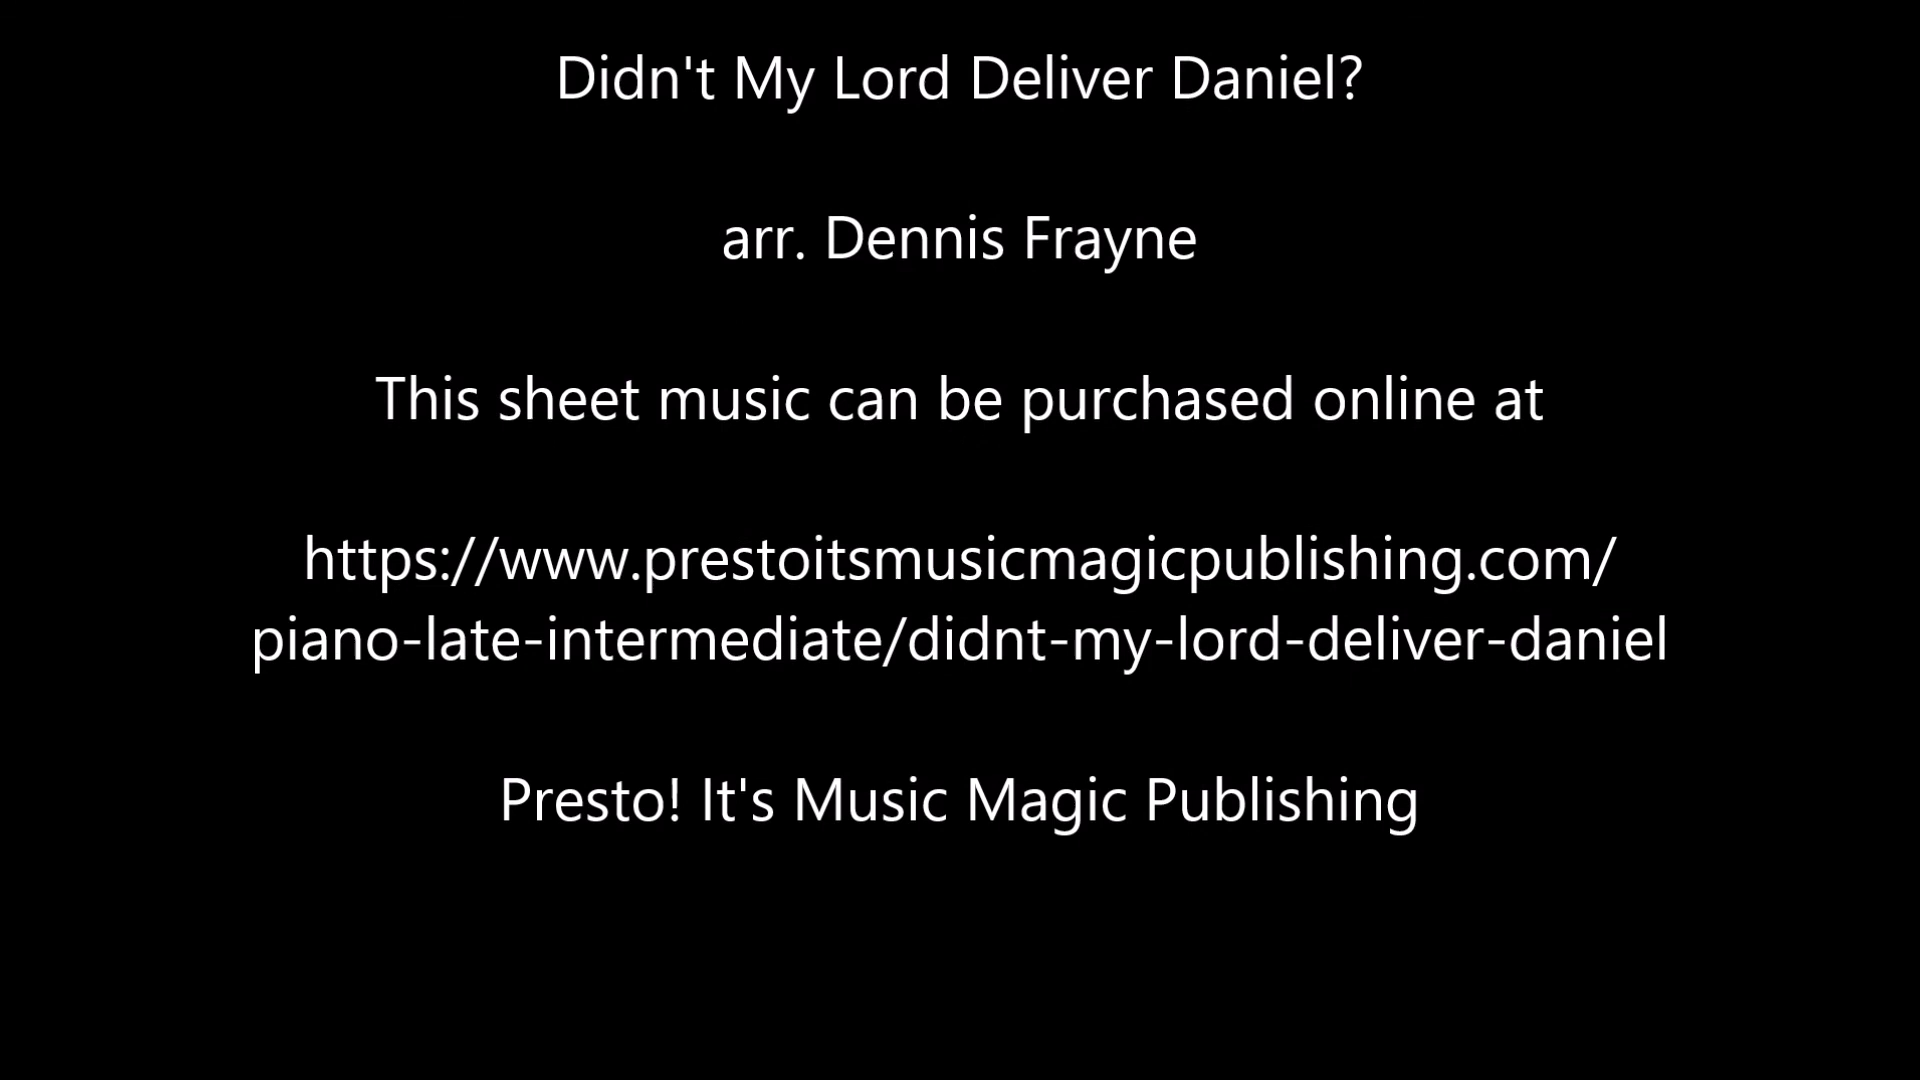 Didn't My Lord Deliver Daniel?
arr. Dennis Frayne
This sheet music can be purchased online at
https://www.prestoitsmusicmagicpublishing.com/
piano-late-intermediate/didnt-my-lord-deliver-daniel
Presto! It's Music Magic Publishing